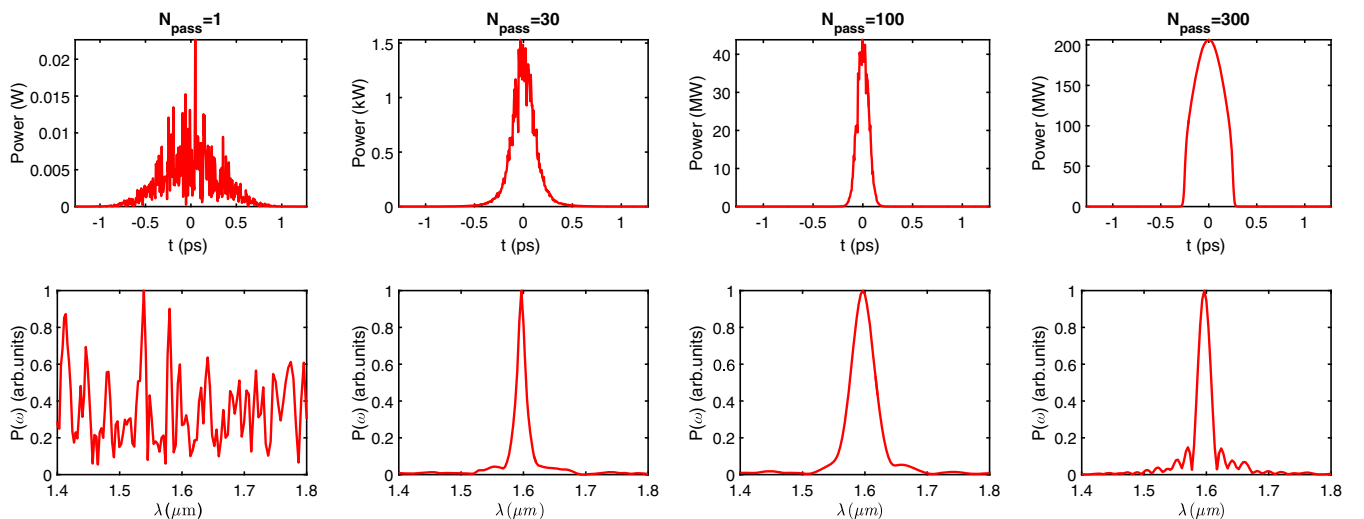 N_pass=1
Power (W)
0.02
0.015
0.01
0.005
0
-1 -0.5 0 0.5 1
t (ps)
N_pass=30
Power (kW)
1.5
1
0.5
0
-1 -0.5 0 0.5 1
t (ps)
N_pass=100
Power (MW)
40
30
20
10
0
-1 -0.5 0 0.5 1
t (ps)
N_pass=300
Power (MW)
200
150
100
50
0
-1 -0.5 0 0.5 1
t (ps)
P(ω) (arb.units)
1
0.8
0.6
0.4
0.2
0
1.4 1.5 1.6 1.7 1.8
λ (μm)
P(ω) (arb.units)
1
0.8
0.6
0.4
0.2
0
1.4 1.5 1.6 1.7 1.8
λ (μm)
P(ω) (arb.units)
1
0.8
0.6
0.4
0.2
0
1.4 1.5 1.6 1.7 1.8
λ (μm)
P(ω) (arb.units)
1
0.8
0.6
0.4
0.2
0
1.4 1.5 1.6 1.7 1.8
λ (μm)